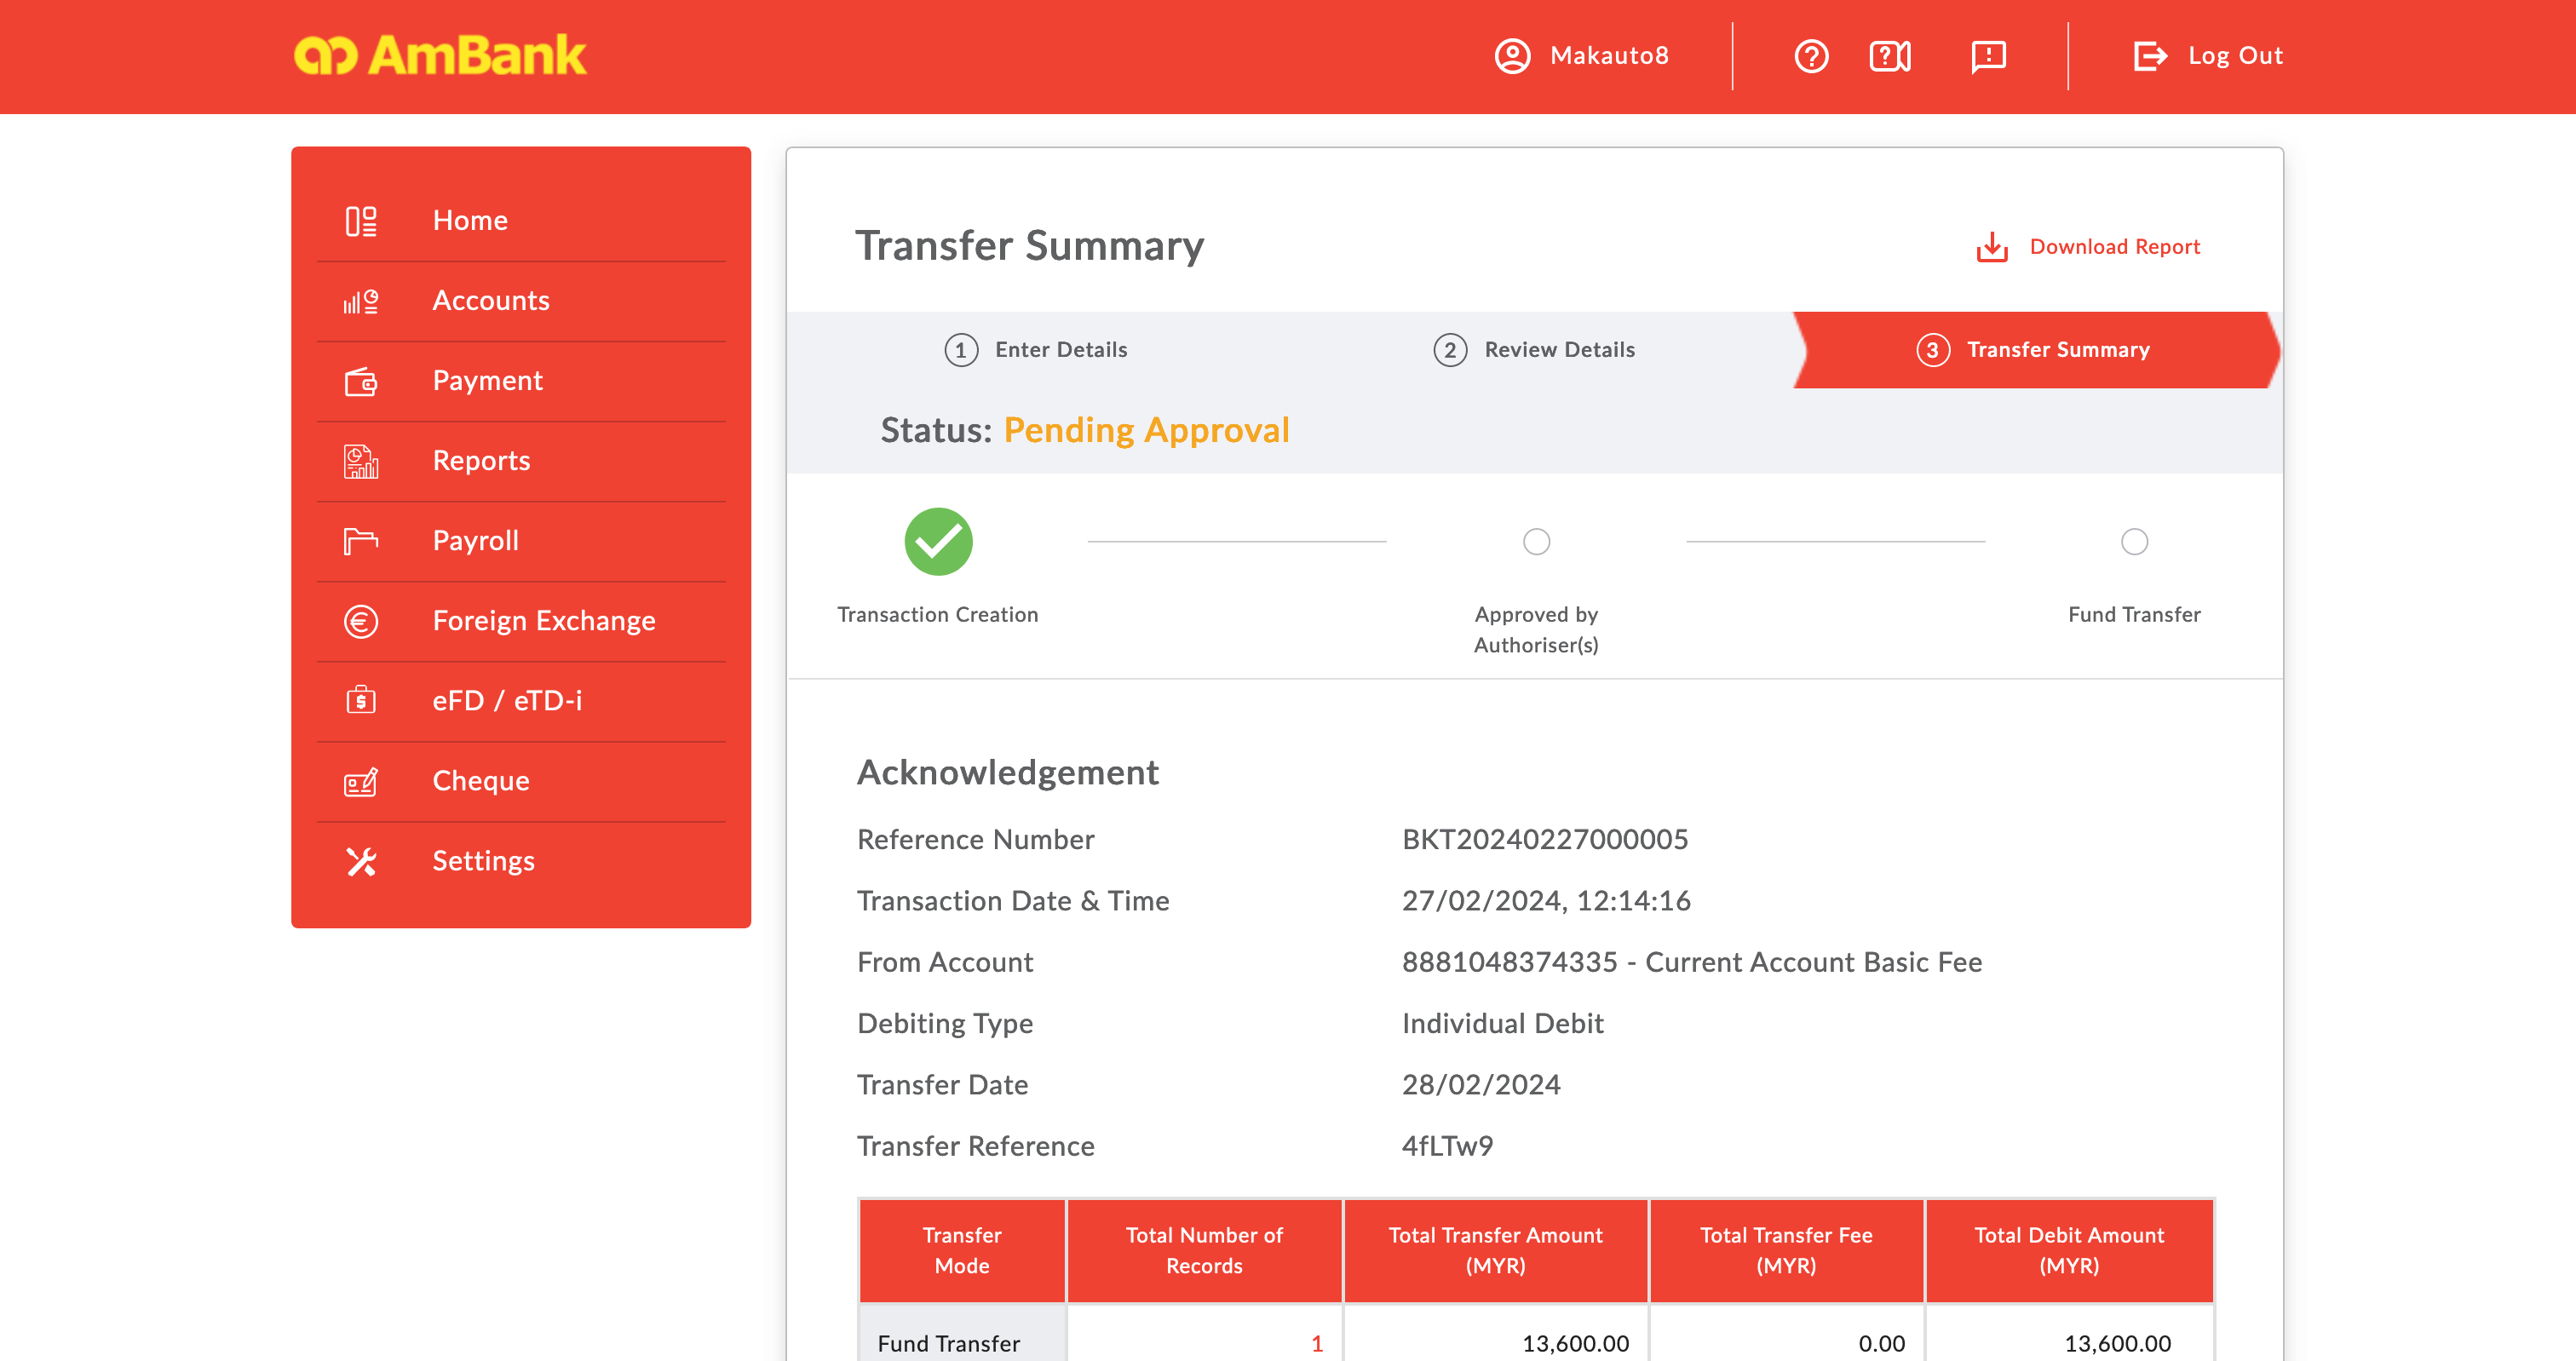 AmBank
Makauto8
Log Out
Home
Accounts
Payment
Reports
Payroll
Foreign Exchange
eFD / eTD-i
Cheque
Settings
Transfer Summary
Download Report
1 Enter Details
2 Review Details
3 Transfer Summary
Status: Pending Approval
Transaction Creation
Approved by
Authoriser(s)
Fund Transfer
Acknowledgement
Reference Number BKT20240227000005
Transaction Date & Time 27/02/2024, 12:14:16
From Account 8881048374335 - Current Account Basic Fee
Debiting Type Individual Debit
Transfer Date 28/02/2024
Transfer Reference 4fLTw9
Transfer
Mode
Total Number of
Records
Total Transfer Amount
(MYR)
Total Transfer Fee
(MYR)
Total Debit Amount
(MYR)
Fund Transfer 1 13,600.00 0.00 13,600.00